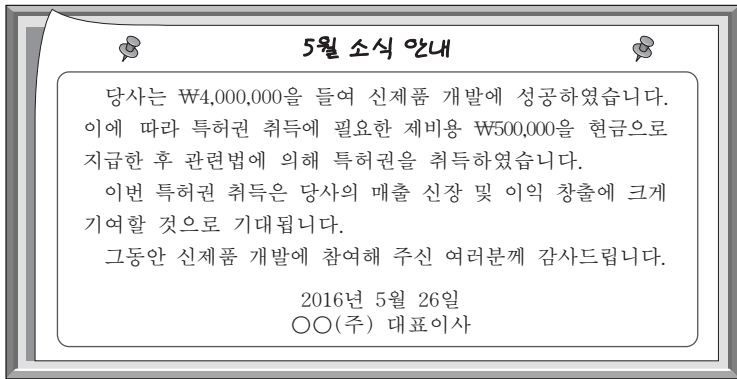 5월 소식 안내
당사는 ₩4,000,000을 들여 신제품 개발에 성공하였습니다.
이에 따라 특허권 취득에 필요한 제비용 ₩500,000을 현금으로
지급한 후 관련법에 의해 특허권을 취득하였습니다.
이번 특허권 취득은 당사의 매출 신장 및 이익 창출에 크게
기여할 것으로 기대됩니다.
그동안 신제품 개발에 참여해 주신 여러분께 감사드립니다.
2016년 5월 26일
○○(주) 대표이사